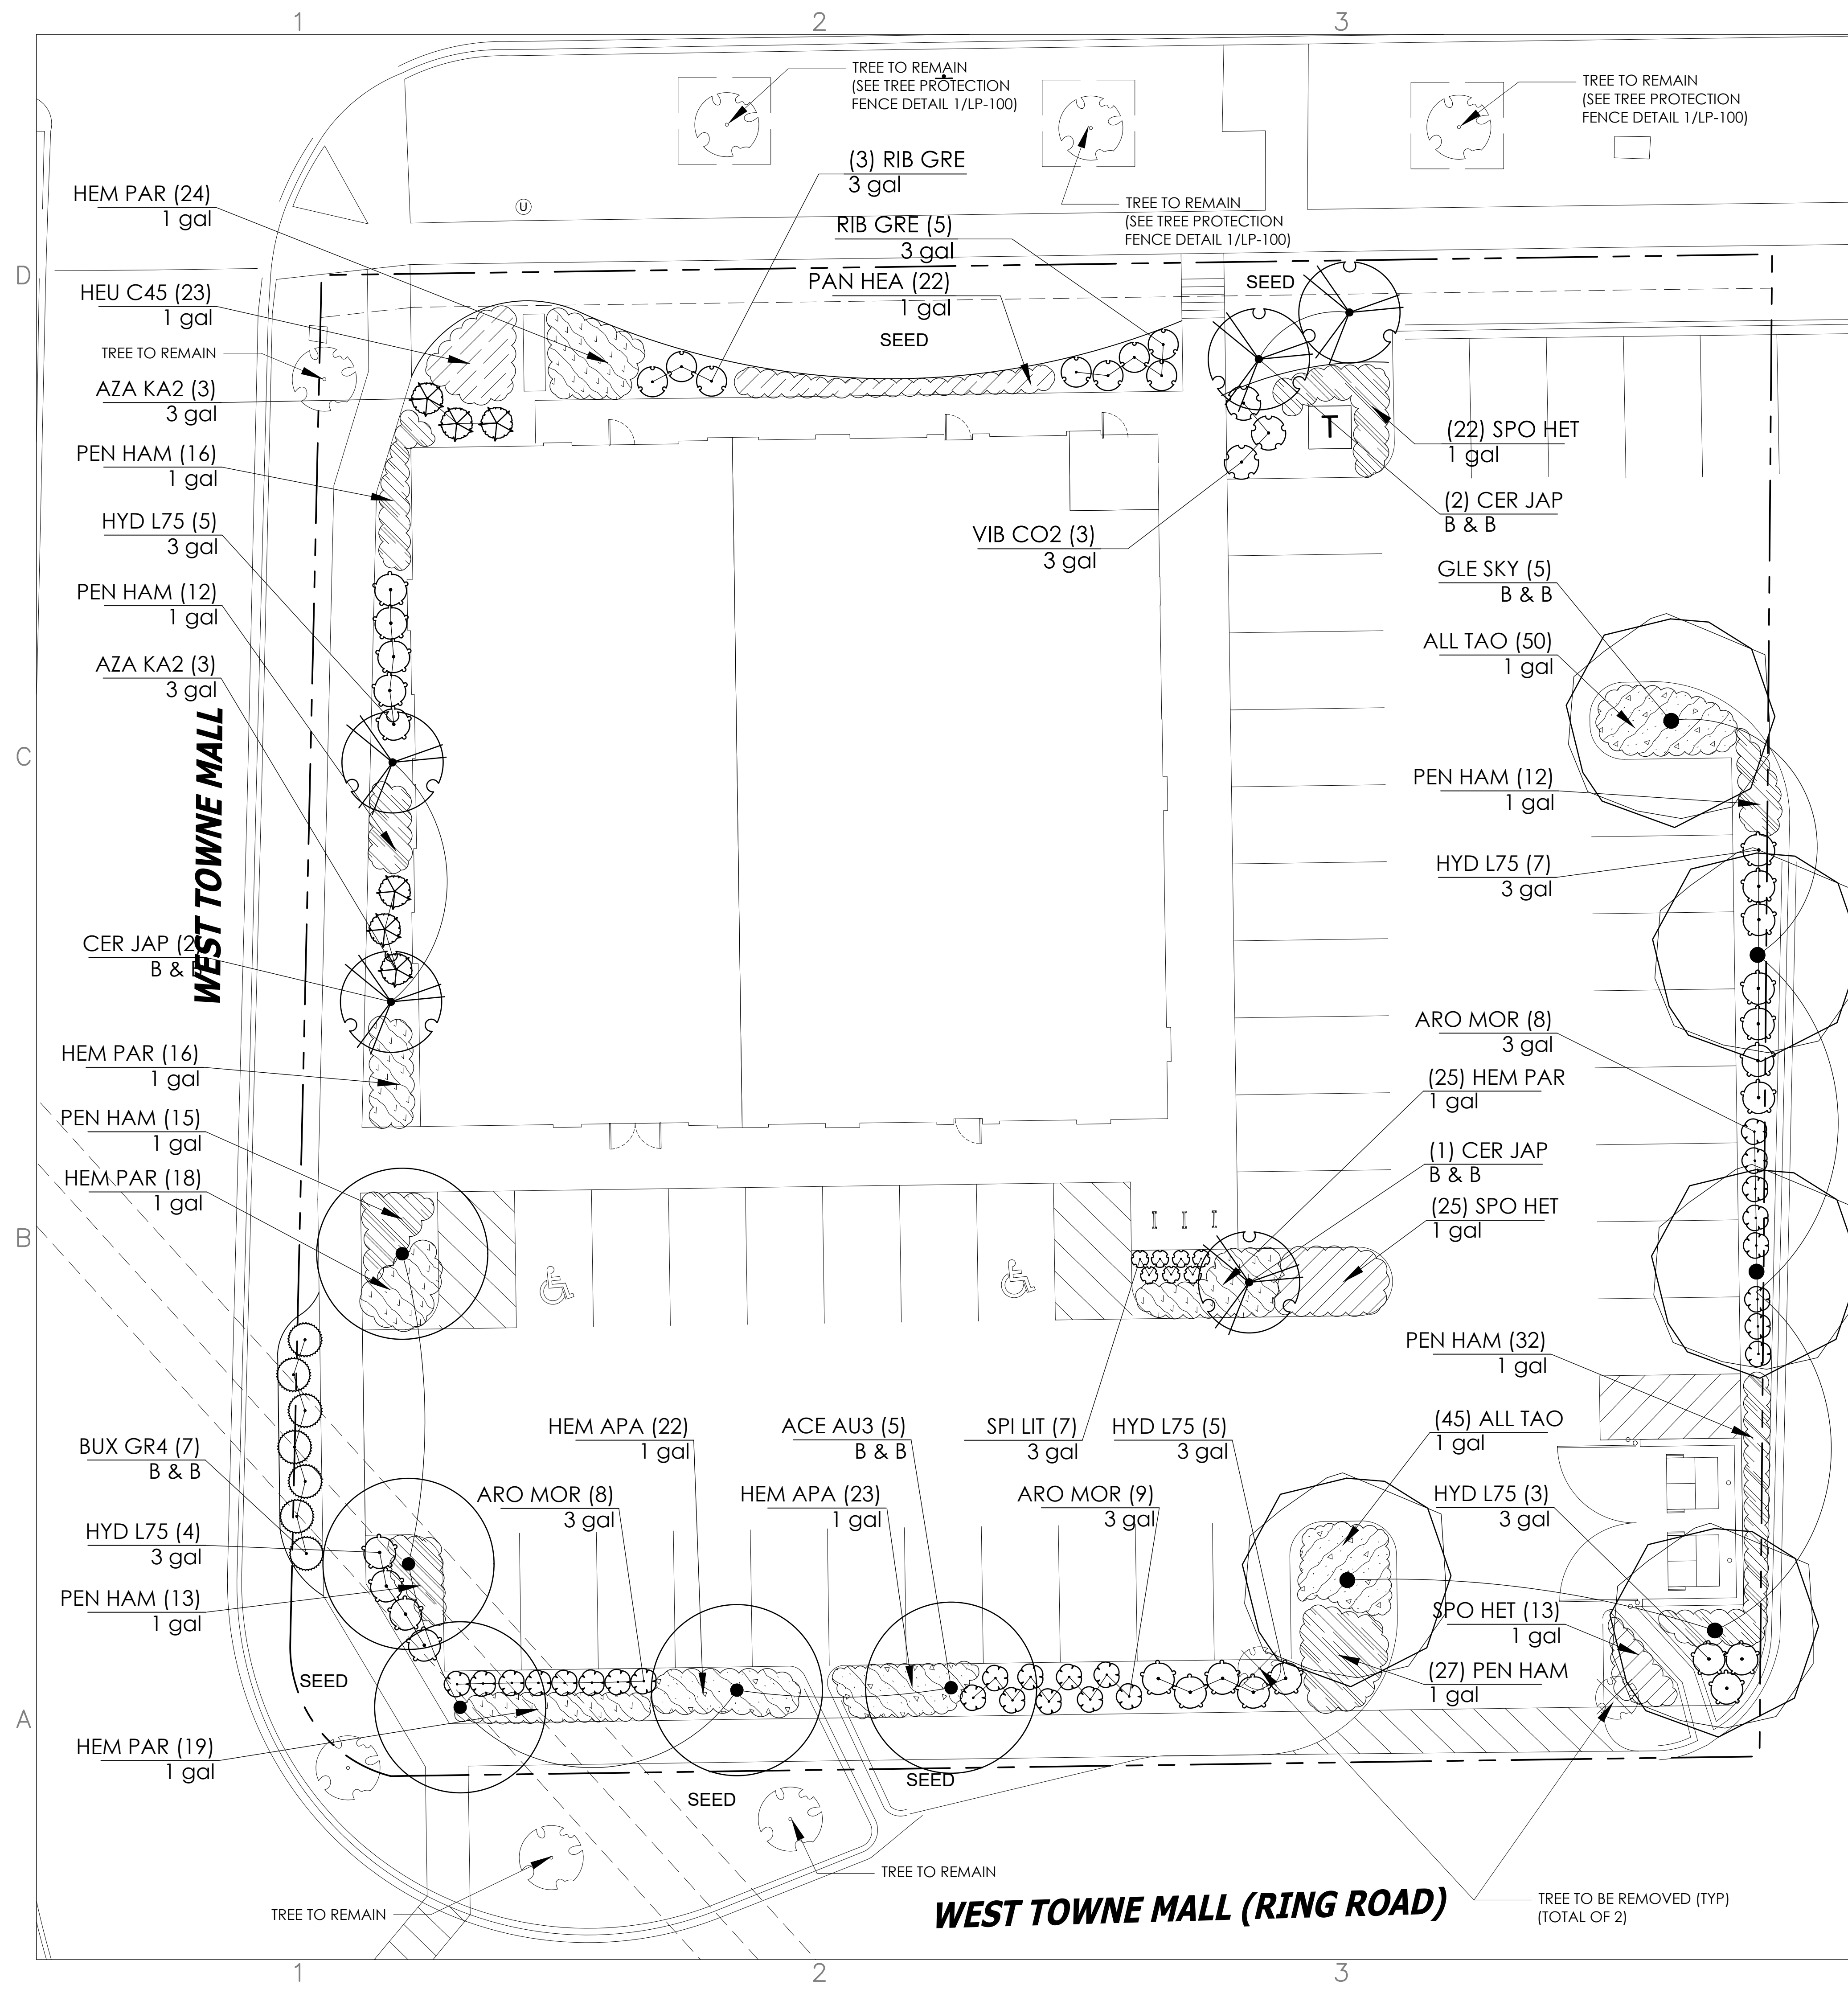 1
2
3
TREE TO REMAIN
(SEE TREE PROTECTION
FENCE DETAIL 1/LP-100)
TREE TO REMAIN
(SEE TREE PROTECTION
FENCE DETAIL 1/LP-100)
(3) RIB GRE
3 gal
HEM PAR (24)
1 gal
U
TREE TO REMAIN
(SEE TREE PROTECTION
FENCE DETAIL 1/LP-100)
RIB GRE (5)
3 gal
D
SEED
PAN HEA (22)
1 gal
HEU C45 (23)
1 gal
SEED
TREE TO REMAIN
AZA KA2 (3)
3 gal
T
(22) SPO HET
1 gal
PEN HAM (16)
1 gal
(2) CER JAP
B & B
HYD L75 (5)
3 gal
VIB CO2 (3)
3 gal
GLE SKY (5)
B & B
PEN HAM (12)
1 gal
ALL TAO (50)
1 gal
AZA KA2 (3)
3 gal
WEST TOWNE MALL
C
PEN HAM (12)
1 gal
HYD L75 (7)
3 gal
CER JAP (2)
B & B
ARO MOR (8)
3 gal
HEM PAR (16)
1 gal
(25) HEM PAR
1 gal
PEN HAM (15)
1 gal
(1) CER JAP
B & B
HEM PAR (18)
1 gal
(25) SPO HET
1 gal
B
PEN HAM (32)
1 gal
BUX GR4 (7)
B & B
HEM APA (22)
1 gal
ACE AU3 (5)
B & B
SPI LIT (7)
3 gal
HYD L75 (5)
3 gal
(45) ALL TAO
1 gal
ARO MOR (8)
3 gal
HEM APA (23)
1 gal
ARO MOR (9)
3 gal
HYD L75 (3)
3 gal
HYD L75 (4)
3 gal
PEN HAM (13)
1 gal
SPO HET (13)
1 gal
SEED
(27) PEN HAM
1 gal
A
HEM PAR (19)
1 gal
SEED
SEED
TREE TO REMAIN
TREE TO REMAIN
WEST TOWNE MALL (RING ROAD)
TREE TO BE REMOVED (TYP)
(TOTAL OF 2)
1
2
3